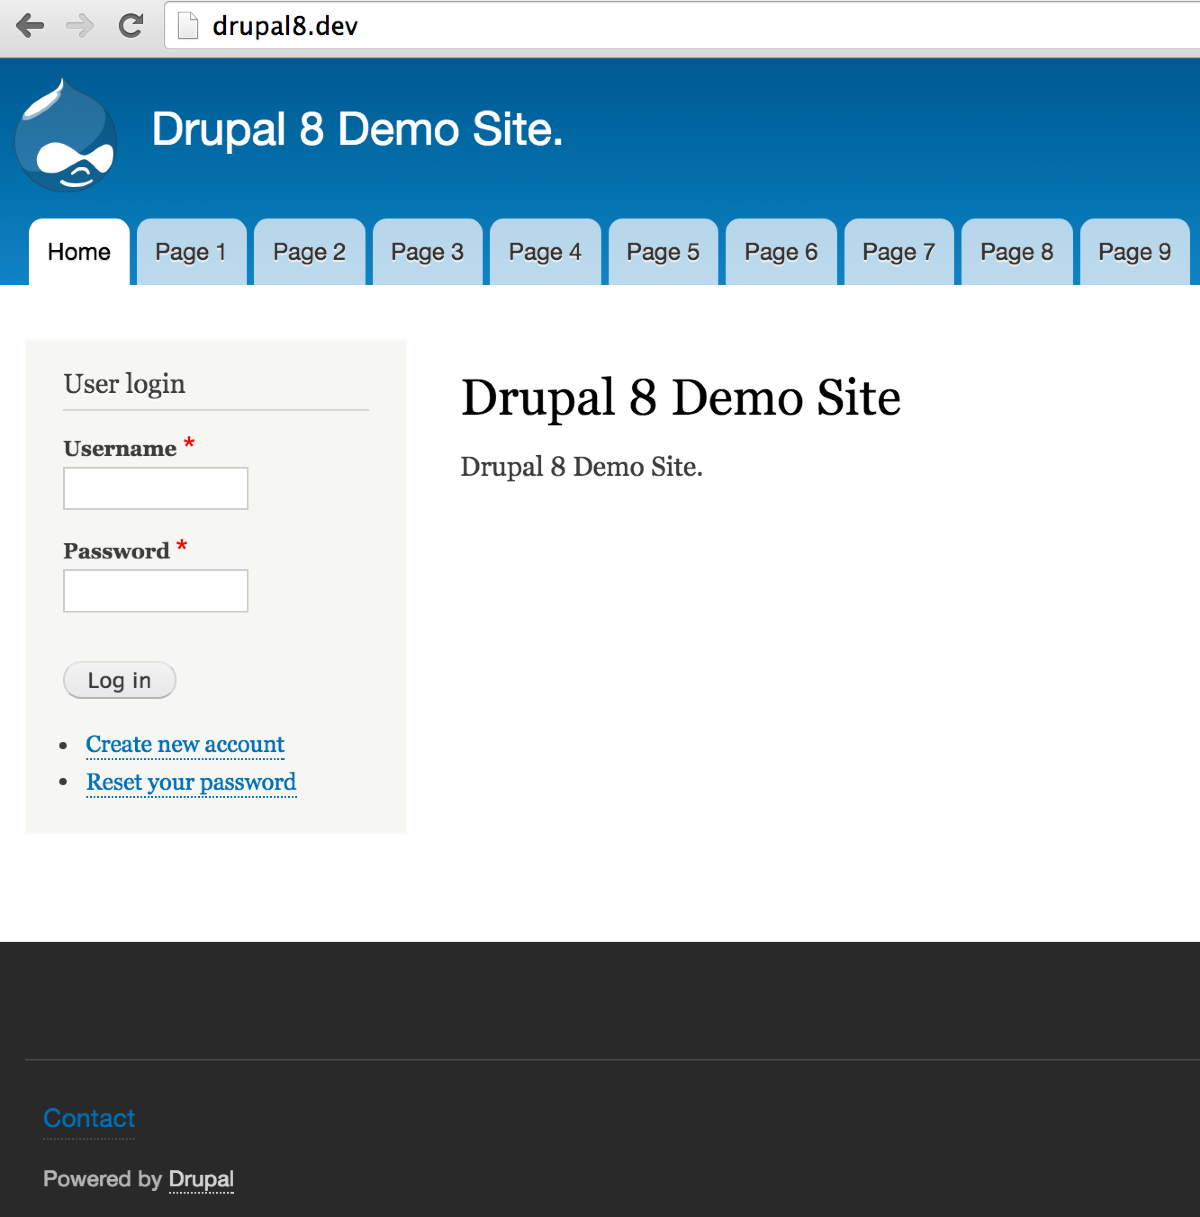 drupal8.dev
Drupal 8 Demo Site.
Home Page 1 Page 2 Page 3 Page 4 Page 5 Page 6 Page 7 Page 8 Page 9
User login
Username *
Password *
Log in
Create new account
Reset your password
Drupal 8 Demo Site
Drupal 8 Demo Site.
Contact
Powered by Drupal